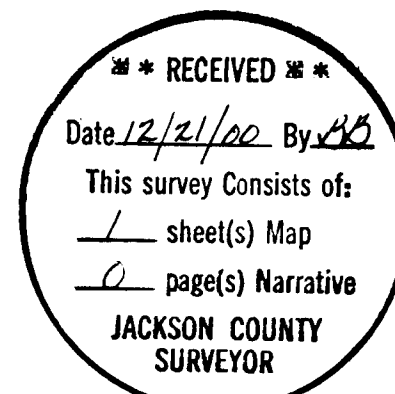 * * RECEIVED * *
Date 12/21/00 By BB
This survey Consists of:
1 sheet(s) Map
0 page(s) Narrative
JACKSON COUNTY
SURVEYOR